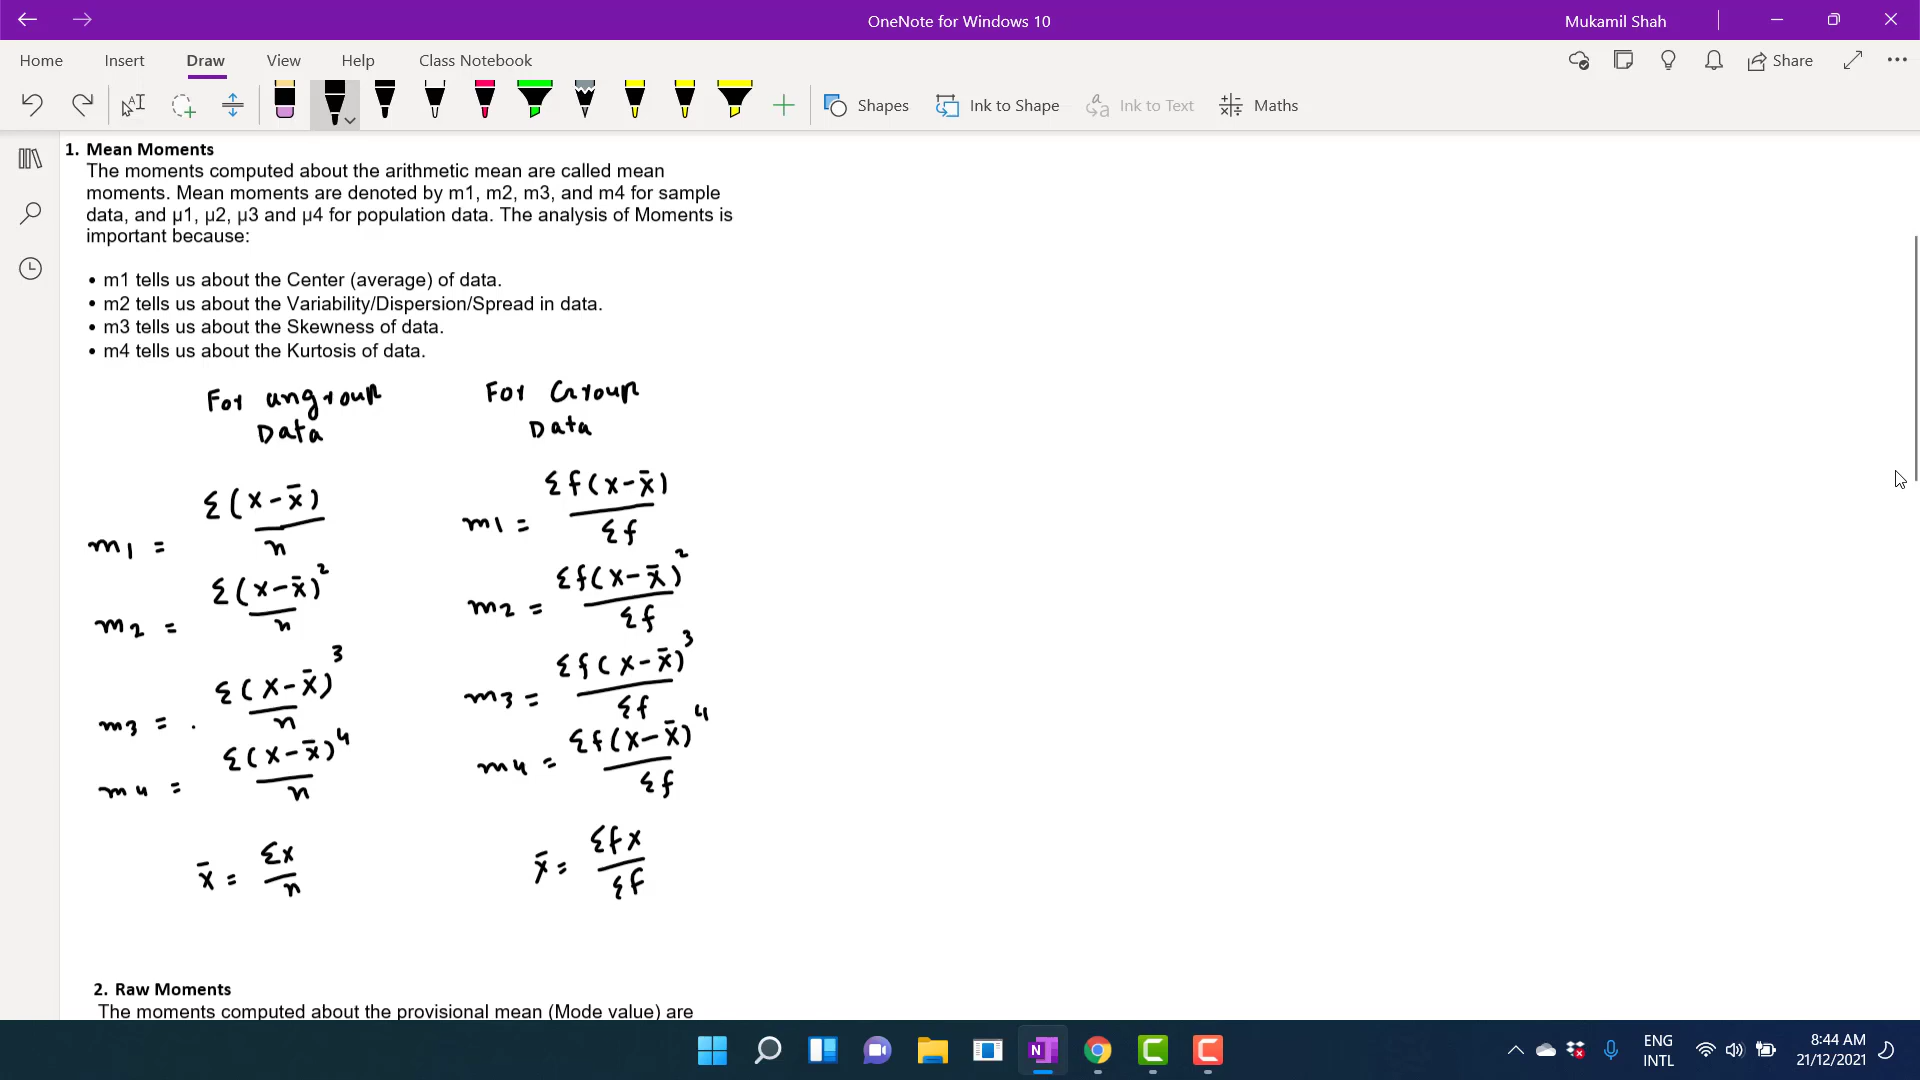 OneNote for Windows 10
Mukamil Shah
Home Insert Draw View Help Class Notebook
Share
Shapes Ink to Shape Ink to Text Maths
1. Mean Moments
The moments computed about the arithmetic mean are called mean
moments. Mean moments are denoted by m1, m2, m3, and m4 for sample
data, and µ1, µ2, µ3 and µ4 for population data. The analysis of Moments is
important because:
• m1 tells us about the Center (average) of data.
• m2 tells us about the Variability/Dispersion/Spread in data.
• m3 tells us about the Skewness of data.
• m4 tells us about the Kurtosis of data.
For ungroup
Data
For Group
Data
m1 = Σ(x-x̄)/n
m1 = Σf(x-x̄)/Σf
m2 = Σ(x-x̄)²/n
m2 = Σf(x-x̄)²/Σf
m3 = Σ(x-x̄)³/n
m3 = Σf(x-x̄)³/Σf
m4 = Σ(x-x̄)⁴/n
m4 = Σf(x-x̄)⁴/Σf
x̄ = Σx/n
x̄ = Σfx/Σf
2. Raw Moments
The moments computed about the provisional mean (Mode value) are
ENG
INTL
8:44 AM
21/12/2021